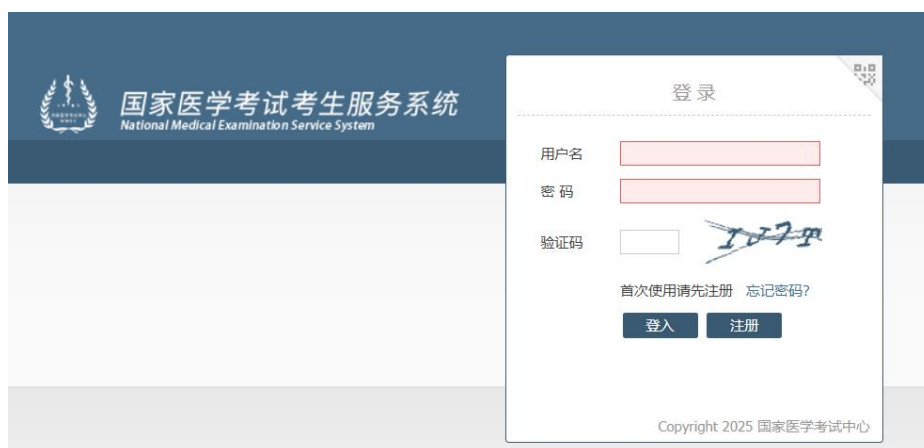 国家医学考试考生服务系统
National Medical Examination Service System
登录
用户名
密 码
验证码
首次使用请先注册 忘记密码?
登入 注册
Copyright 2025 国家医学考试中心